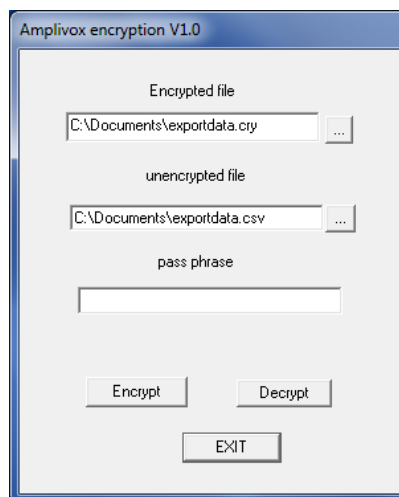 Amplivox encryption V1.0
Encrypted file
C:\Documents\exportdata.cry ...
unencrypted file
C:\Documents\exportdata.csv ...
pass phrase
Encrypt Decrypt
EXIT